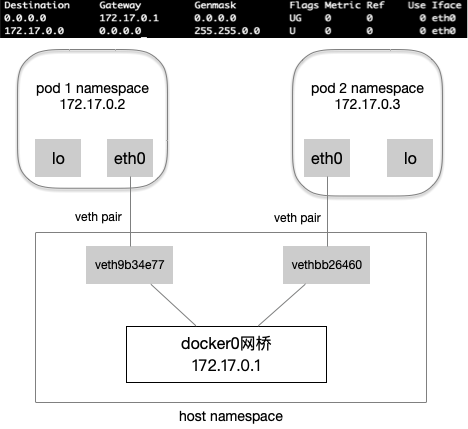 Destination Gateway Genmask Flags Metric Ref Use Iface
0.0.0.0 172.17.0.1 0.0.0.0 UG 0 0 0 eth0
172.17.0.0 0.0.0.0 255.255.0.0 U 0 0 0 eth0
pod 1 namespace
172.17.0.2
lo
eth0
pod 2 namespace
172.17.0.3
eth0
lo
veth pair
veth pair
veth9b34e77
vethbb26460
docker0网桥
172.17.0.1
host namespace